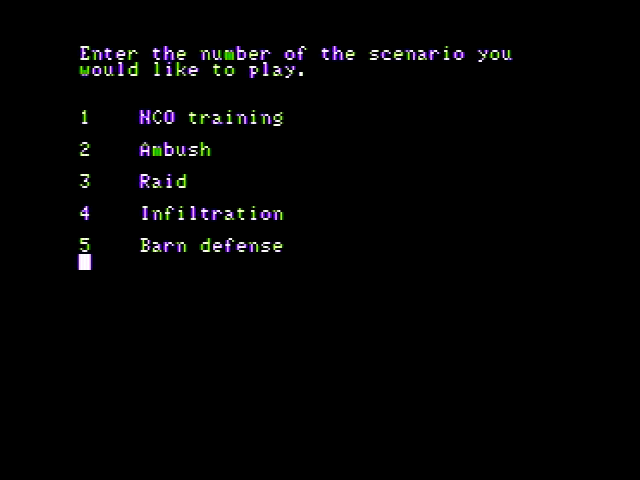 Enter the number of the scenario you
would like to play.
1 NCO training
2 Ambush
3 Raid
4 Infiltration
5 Barn defense